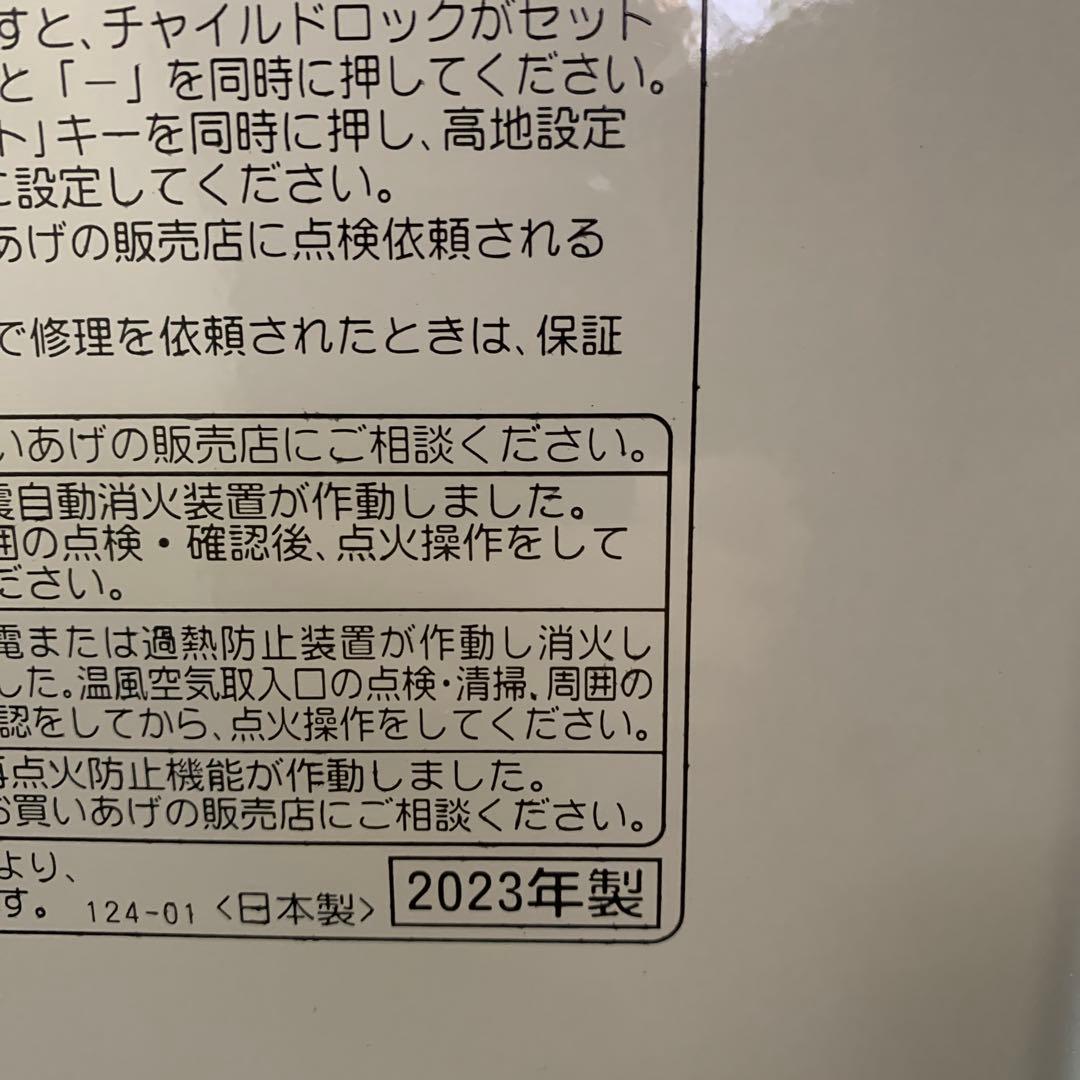 すと、チャイルドロックがセット
と「－」を同時に押してください。
ト」キーを同時に押し、高地設定
に設定してください。
あげの販売店に点検依頼される
で修理を依頼されたときは、保証
いあげの販売店にご相談ください。
震自動消火装置が作動しました。
囲の点検・確認後、点火操作をして
ださい。
電または過熱防止装置が作動し消火し
した。温風空気取入口の点検・清掃、周囲の
認をしてから、点火操作をしてください。
再点火防止機能が作動しました。
お買いあげの販売店にご相談ください。
より、
す。 124-01 <日本製> 2023年製